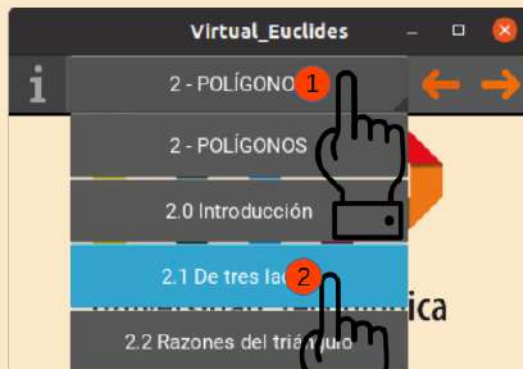 Virtual_Euclides
i
2 - POLÍGONO 1
2 - POLÍGONOS
2.0 Introducción
2.1 De tres la 2
ica
2.2 Razones del triángulo